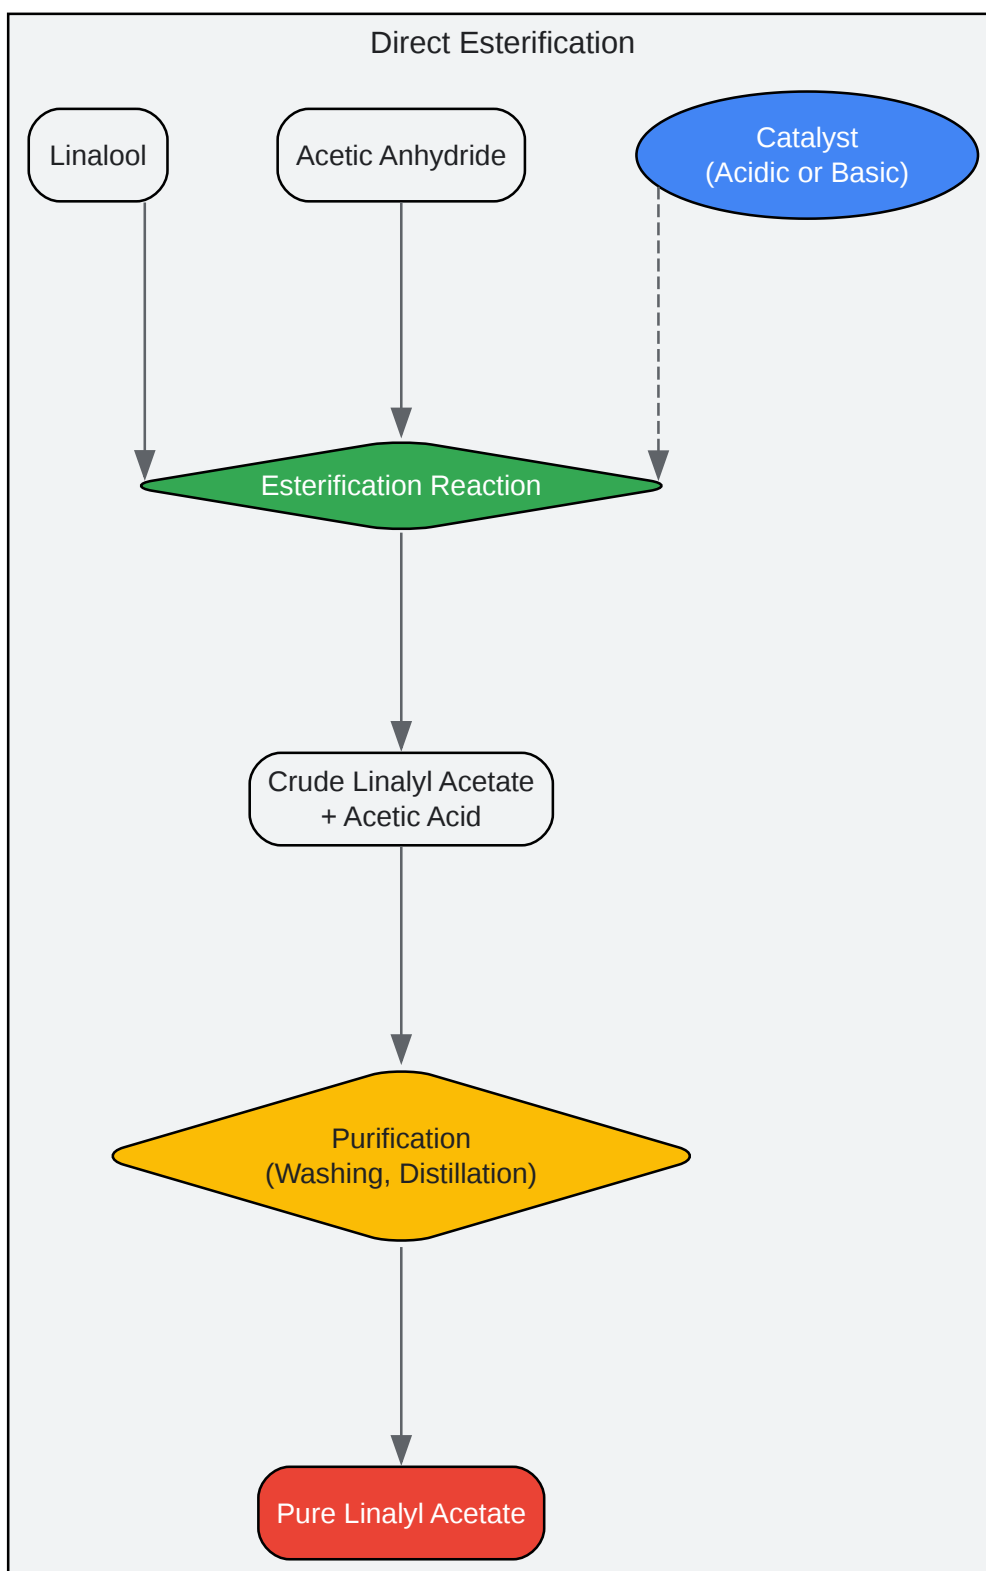 Direct Esterification
Linalool
Acetic Anhydride
Catalyst
(Acidic or Basic)
Esterification Reaction
Crude Linalyl Acetate
+ Acetic Acid
Purification
(Washing, Distillation)
Pure Linalyl Acetate